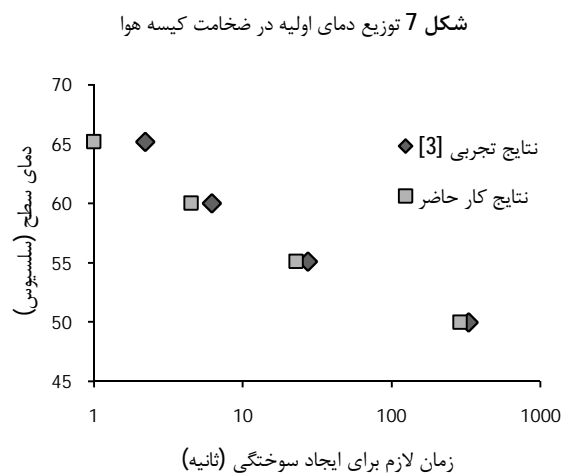 شکل 7 توزیع دمای اولیه در ضخامت کیسه هوا
70
65
60
55
50
45
دمای سطح (سلسیوس)
نتایج تجربی [3]
نتایج کار حاضر
1
10
100
1000
زمان لازم برای ایجاد سوختگی (ثانیه)